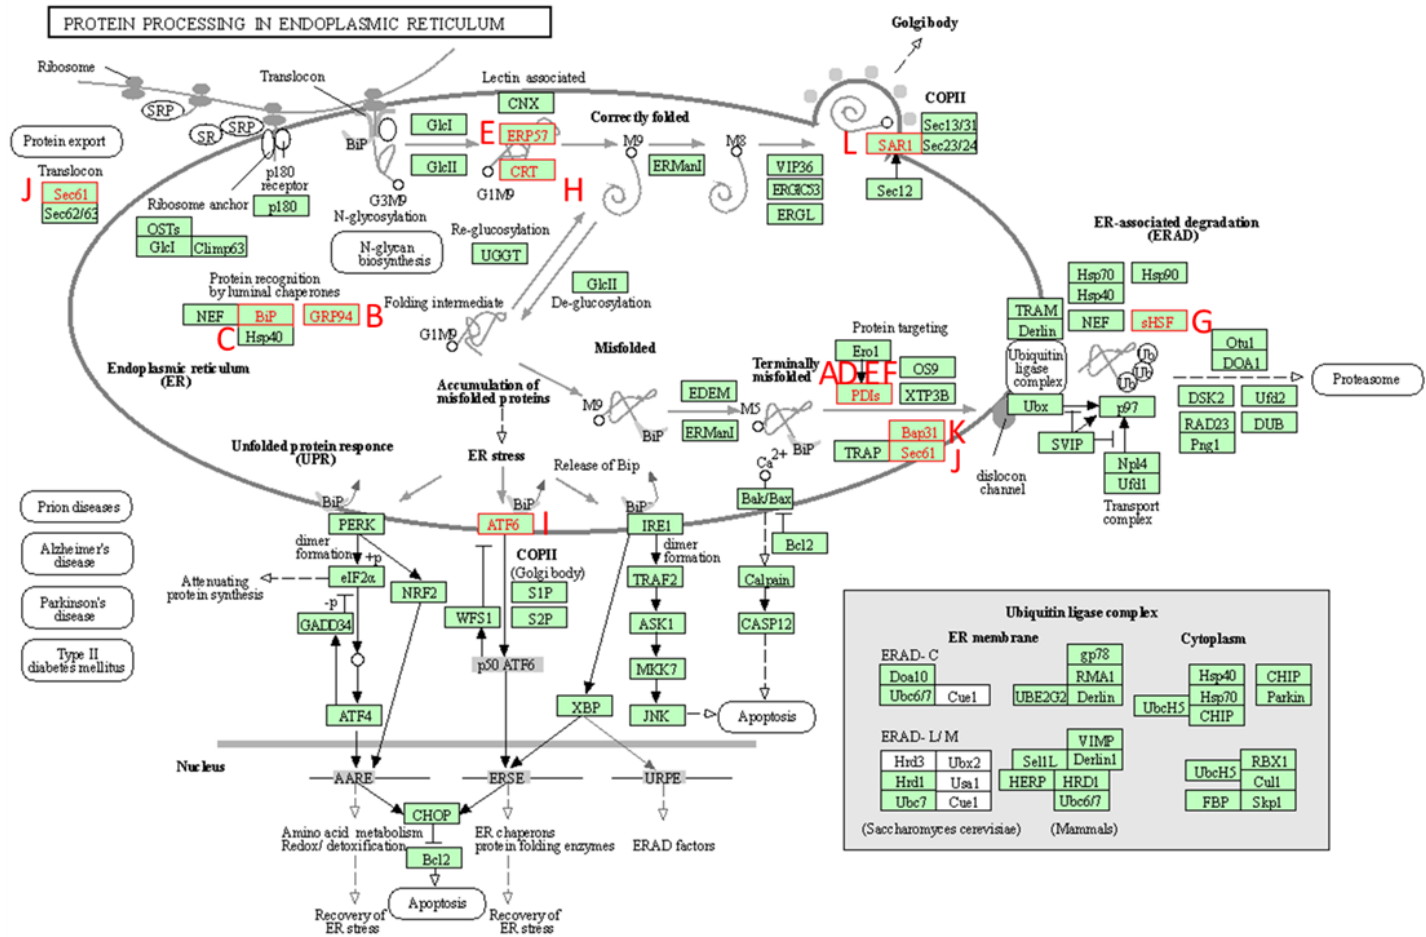 PROTEIN PROCESSING IN ENDOPLASMIC RETICULUM
Golgi body
Ribosome
Translocon
Lectin associated
SRP
SR
SRP
BiP
GlcI
GlcII
CNX
E
ERP57
CRT
H
G1M9
Correctly folded
M9
ERManI
M8
VIP36
ERGIC53
ERGL
COPII
Sec13/31
L
SAR1
Sec23/24
Sec12
Protein export
Translocon
J
Sec61
Sec62/63
p180
receptor
Ribosome anchor
p180
OSTs
GlcI
Climp63
G3M9
N-glycosylation
N-glycan
biosynthesis
Re-glucosylation
UGGT
GlcII
De-glucosylation
Protein recognition
by luminal chaperones
NEF
BiP
GRP94
B
C
Hsp40
Folding intermediate
G1M9
Endoplasmic reticulum
(ER)
ER-associated degradation
(ERAD)
Hsp70
Hsp90
Hsp40
TRAM
Derlin
NEF
sHSF
G
Ubiquitin
ligase
complex
Ub
Ub
Ub
Otu1
DOA1
Proteasome
Ubx
p97
DSK2
Ufd2
RAD23
DUB
Png1
SVIP
Npl4
Ufd1
Transport
complex
dislocon
channel
Misfolded
Protein targeting
Ero1
Terminally
misfolded
ADEF
PDIs
OS9
XTP3B
Accumulation of
misfolded proteins
M9
BiP
EDEM
ERManI
M5
BiP
Bap31
K
TRAP
Sec61
J
Unfolded protein responce
(UPR)
ER stress
Release of Bip
Ca2+
Bak/Bax
Bcl2
BiP
BiP
BiP
PERK
ATF6
I
IRE1
Prion diseases
Alzheimer's
disease
Parkinson's
disease
Type II
diabetes mellitus
dimer
formation
+p
eIF2α
NRF2
Attenuating
protein synthesis
-p
GADD34
ATF4
COPII
(Golgi body)
S1P
S2P
WFS1
p50 ATF6
dimer
formation
TRAF2
ASK1
MKK7
JNK
XBP
Calpain
CASP12
Apoptosis
Nucleus
AARE
ERSE
URPE
CHOP
Bcl2
Apoptosis
Amino acid metabolism
Redox/ detoxification
ER chaperons
protein folding enzymes
ERAD factors
Recovery of
ER stress
Recovery of
ER stress
Ubiquitin ligase complex
ER membrane
Cytoplasm
ERAD- C
Doa10
Ubc6/7
Cue1
gp78
RMA1
UBE2G2
Derlin
Hsp40
UbcH5
Hsp70
CHIP
CHIP
Parkin
ERAD- L/ M
Hrd3
Ubx2
Hrd1
Usa1
Ubc7
Cue1
VIMP
Sel1L
Derlin1
HERP
HRD1
Ubc6/7
UbcH5
RBX1
Cul1
FBP
Skp1
(Saccharomyces cerevisiae)
(Mammals)